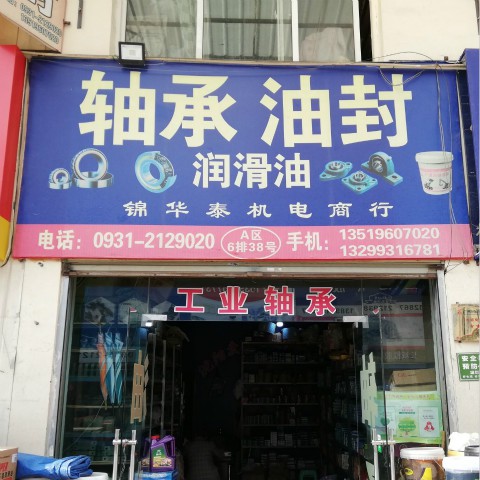 轴承 油封
润滑油
锦华泰机电商行
电话：0931-2129020
A区
6排38号
手机：13519607020
13299316781
工业轴承